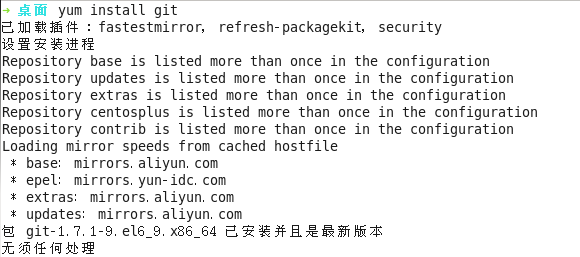 → 桌面 yum install git
已加载插件：fastestmirror, refresh-packagekit, security
设置安装进程
Repository base is listed more than once in the configuration
Repository updates is listed more than once in the configuration
Repository extras is listed more than once in the configuration
Repository centosplus is listed more than once in the configuration
Repository contrib is listed more than once in the configuration
Loading mirror speeds from cached hostfile
 * base: mirrors.aliyun.com
 * epel: mirrors.yun-idc.com
 * extras: mirrors.aliyun.com
 * updates: mirrors.aliyun.com
包 git-1.7.1-9.el6_9.x86_64 已安装并且是最新版本
无须任何处理